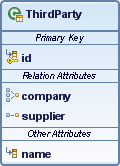 ThirdParty
Primary Key
id
Relation Attributes
company
supplier
Other Attributes
name